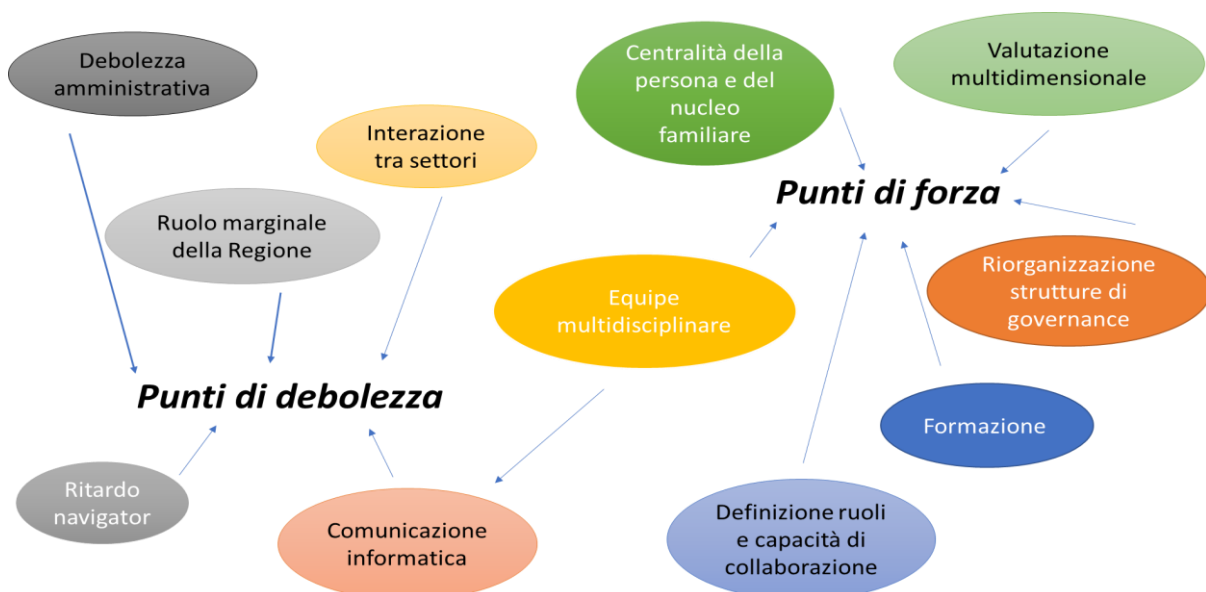 Debolezza
amministrativa
Interazione
tra settori
Ruolo marginale
della Regione
Punti di debolezza
Ritardo
navigator
Comunicazione
informatica
Equipe
multidisciplinare
Centralità della
persona e del
nucleo
familiare
Valutazione
multidimensionale
Punti di forza
Riorganizzazione
strutture di
governance
Formazione
Definizione ruoli
e capacità di
collaborazione